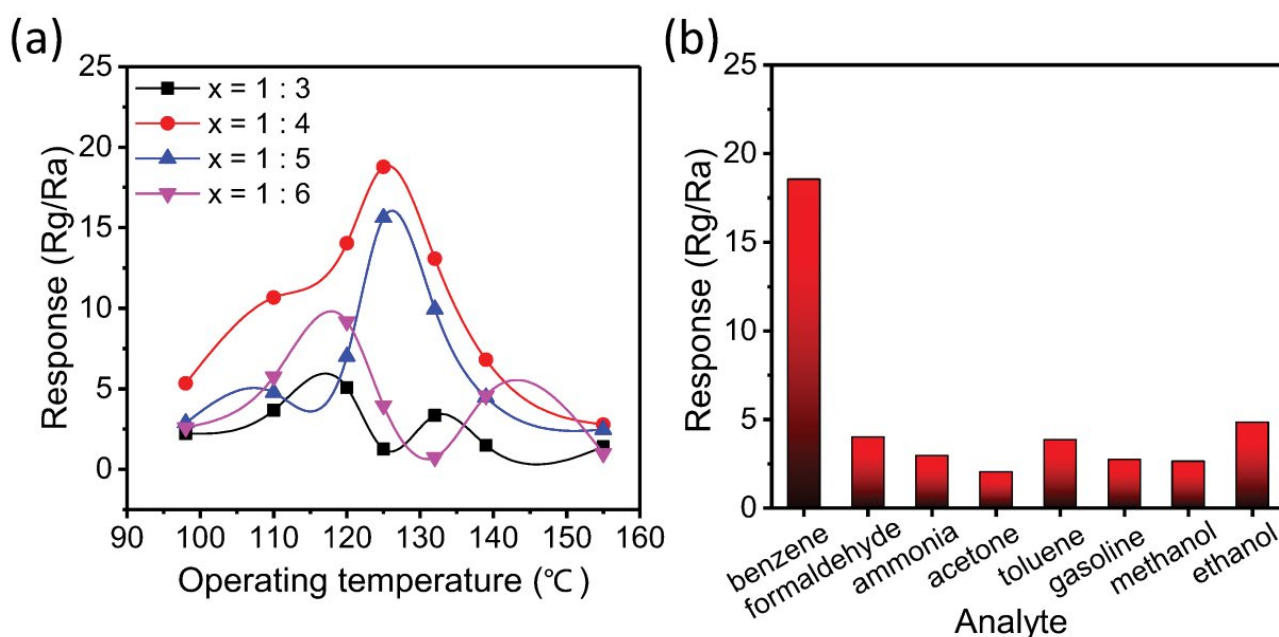 (a)
25
20
15
10
5
0
Response (Rg/Ra)
x = 1 : 3
x = 1 : 4
x = 1 : 5
x = 1 : 6
90 100 110 120 130 140 150 160
Operating temperature (℃)
(b)
25
20
15
10
5
0
Response (Rg/Ra)
benzene
formaldehyde
ammonia
acetone
toluene
gasoline
methanol
ethanol
Analyte